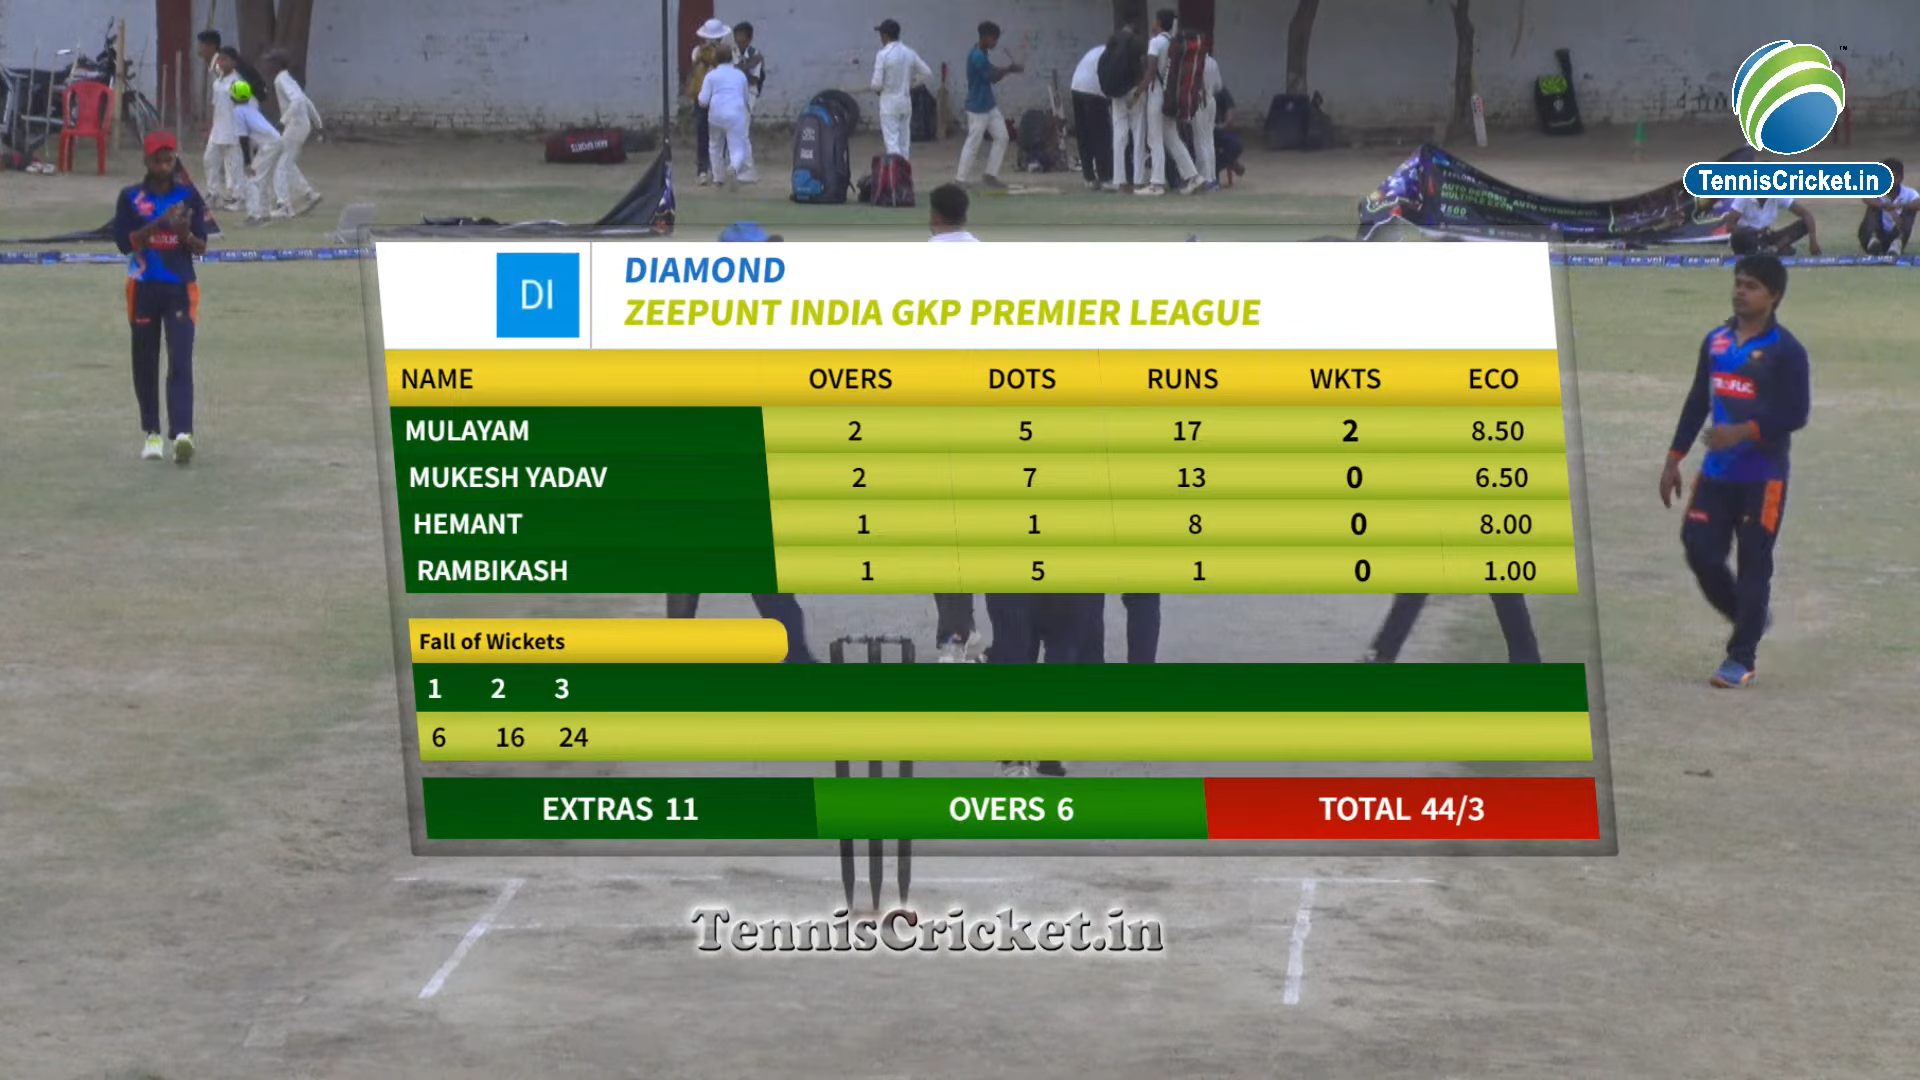 TennisCricket.in
DI
DIAMOND
ZEEPUNT INDIA GKP PREMIER LEAGUE
NAME OVERS DOTS RUNS WKTS ECO
MULAYAM 2 5 17 2 8.50
MUKESH YADAV 2 7 13 0 6.50
HEMANT 1 1 8 0 8.00
RAMBIKASH 1 5 1 0 1.00
Fall of Wickets
1 2 3
6 16 24
EXTRAS 11 OVERS 6 TOTAL 44/3
TennisCricket.in